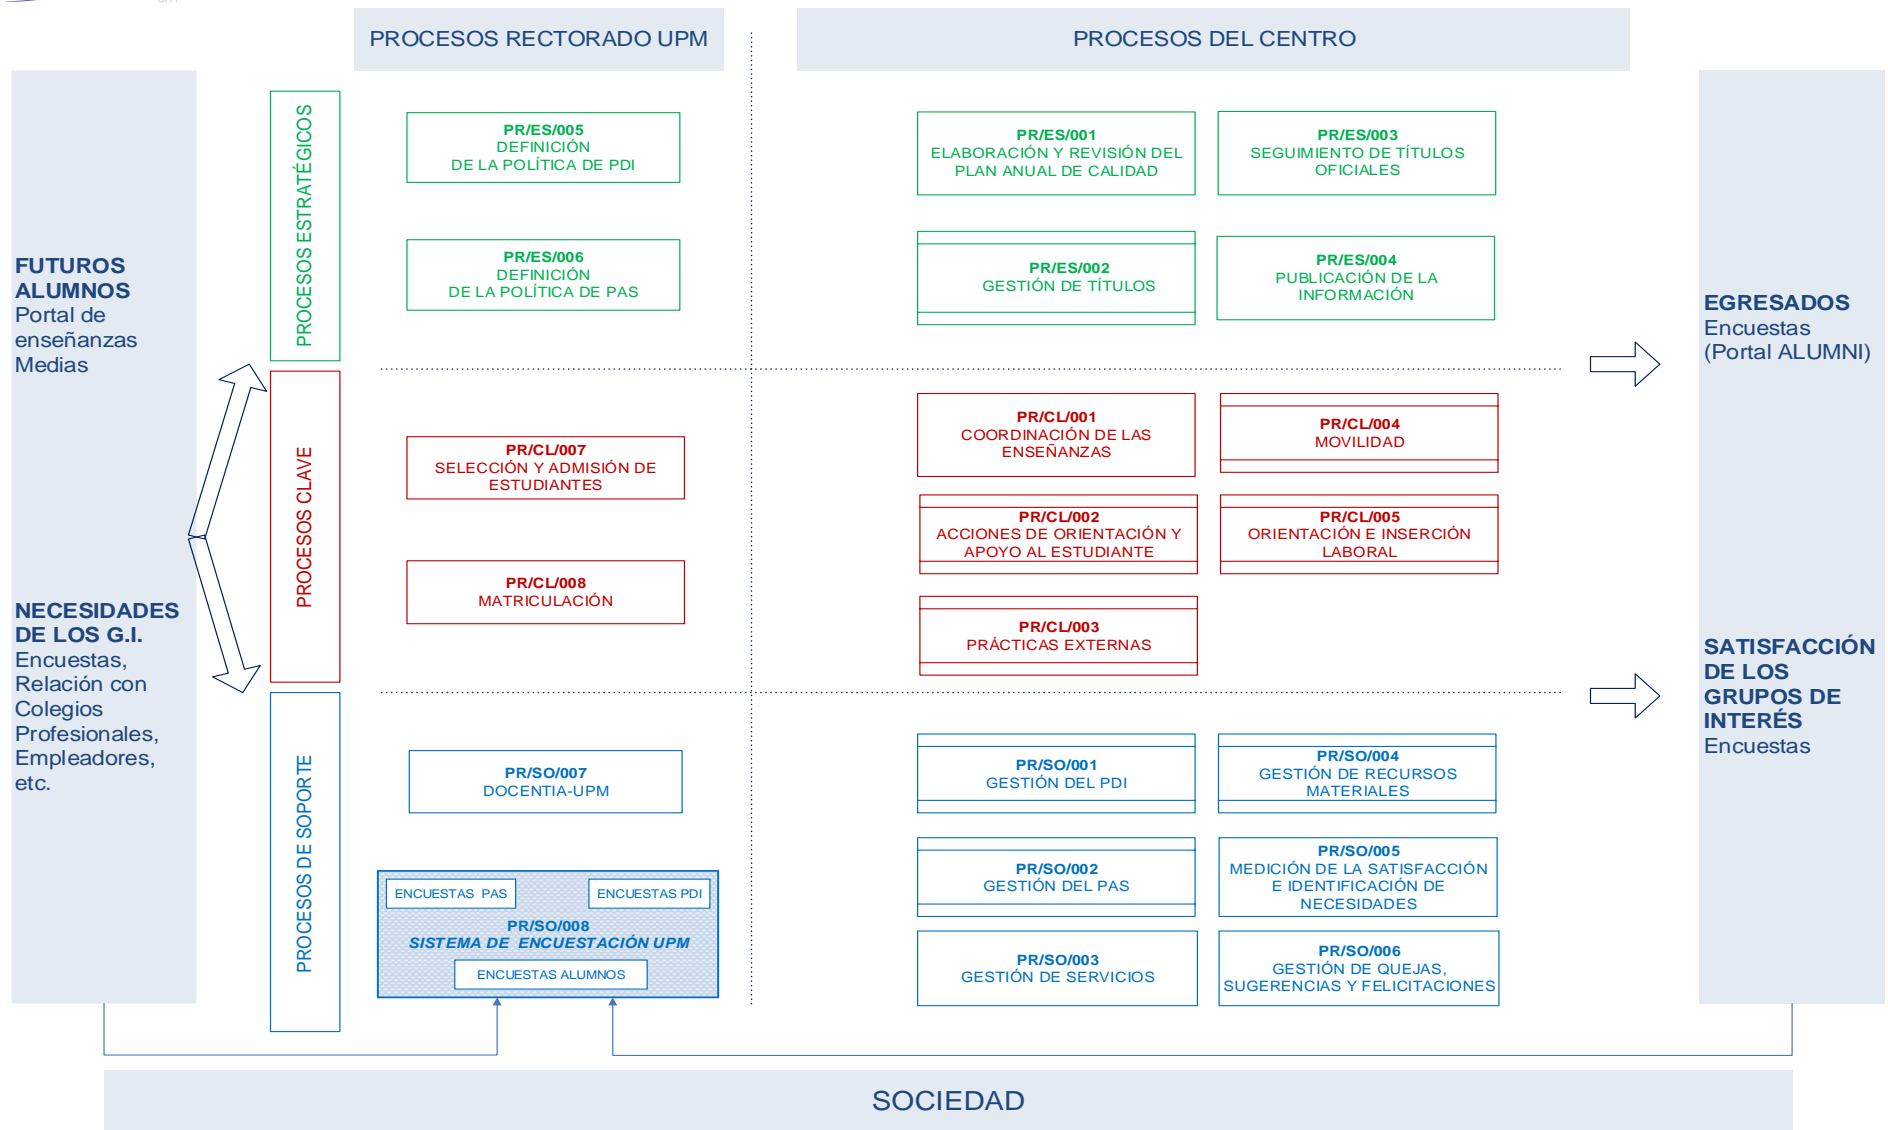 PROCESOS RECTORADO UPM
PROCESOS DEL CENTRO
FUTUROS
ALUMNOS
Portal de
enseñanzas
Medias
NECESIDADES
DE LOS G.I.
Encuestas,
Relación con
Colegios
Profesionales,
Empleadores,
etc.
PROCESOS ESTRATÉGICOS
PR/ES/005
DEFINICIÓN
DE LA POLÍTICA DE PDI
PR/ES/006
DEFINICIÓN
DE LA POLÍTICA DE PAS
PR/ES/001
ELABORACIÓN Y REVISIÓN DEL
PLAN ANUAL DE CALIDAD
PR/ES/003
SEGUIMIENTO DE TÍTULOS
OFICIALES
PR/ES/002
GESTIÓN DE TÍTULOS
PR/ES/004
PUBLICACIÓN DE LA
INFORMACIÓN
PROCESOS CLAVE
PR/CL/007
SELECCIÓN Y ADMISIÓN DE
ESTUDIANTES
PR/CL/008
MATRICULACIÓN
PR/CL/001
COORDINACIÓN DE LAS
ENSEÑANZAS
PR/CL/004
MOVILIDAD
PR/CL/002
ACCIONES DE ORIENTACIÓN Y
APOYO AL ESTUDIANTE
PR/CL/005
ORIENTACIÓN E INSERCIÓN
LABORAL
PR/CL/003
PRÁCTICAS EXTERNAS
PROCESOS DE SOPORTE
PR/SO/007
DOCENTIA-UPM
ENCUESTAS PAS
ENCUESTAS PDI
PR/SO/008
SISTEMA DE ENCUESTACIÓN UPM
ENCUESTAS ALUMNOS
PR/SO/001
GESTIÓN DEL PDI
PR/SO/004
GESTIÓN DE RECURSOS
MATERIALES
PR/SO/002
GESTIÓN DEL PAS
PR/SO/005
MEDICIÓN DE LA SATISFACCIÓN
E IDENTIFICACIÓN DE
NECESIDADES
PR/SO/003
GESTIÓN DE SERVICIOS
PR/SO/006
GESTIÓN DE QUEJAS,
SUGERENCIAS Y FELICITACIONES
EGRESADOS
Encuestas
(Portal ALUMNI)
SATISFACCIÓN
DE LOS
GRUPOS DE
INTERÉS
Encuestas
SOCIEDAD